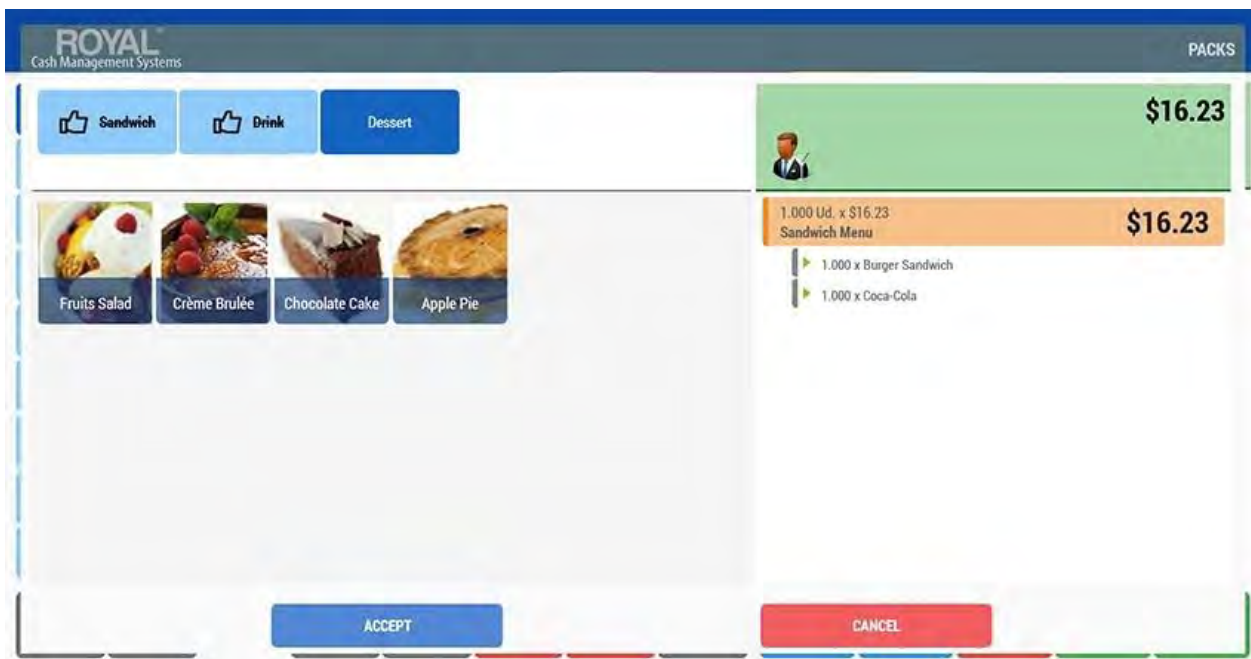 ROYAL
Cash Management Systems
PACKS
Sandwich
Drink
Dessert
$16.23
1.000 Ud. x $16.23
Sandwich Menu
$16.23
1.000 x Burger Sandwich
1.000 x Coca-Cola
Fruits Salad
Crème Brulée
Chocolate Cake
Apple Pie
ACCEPT
CANCEL